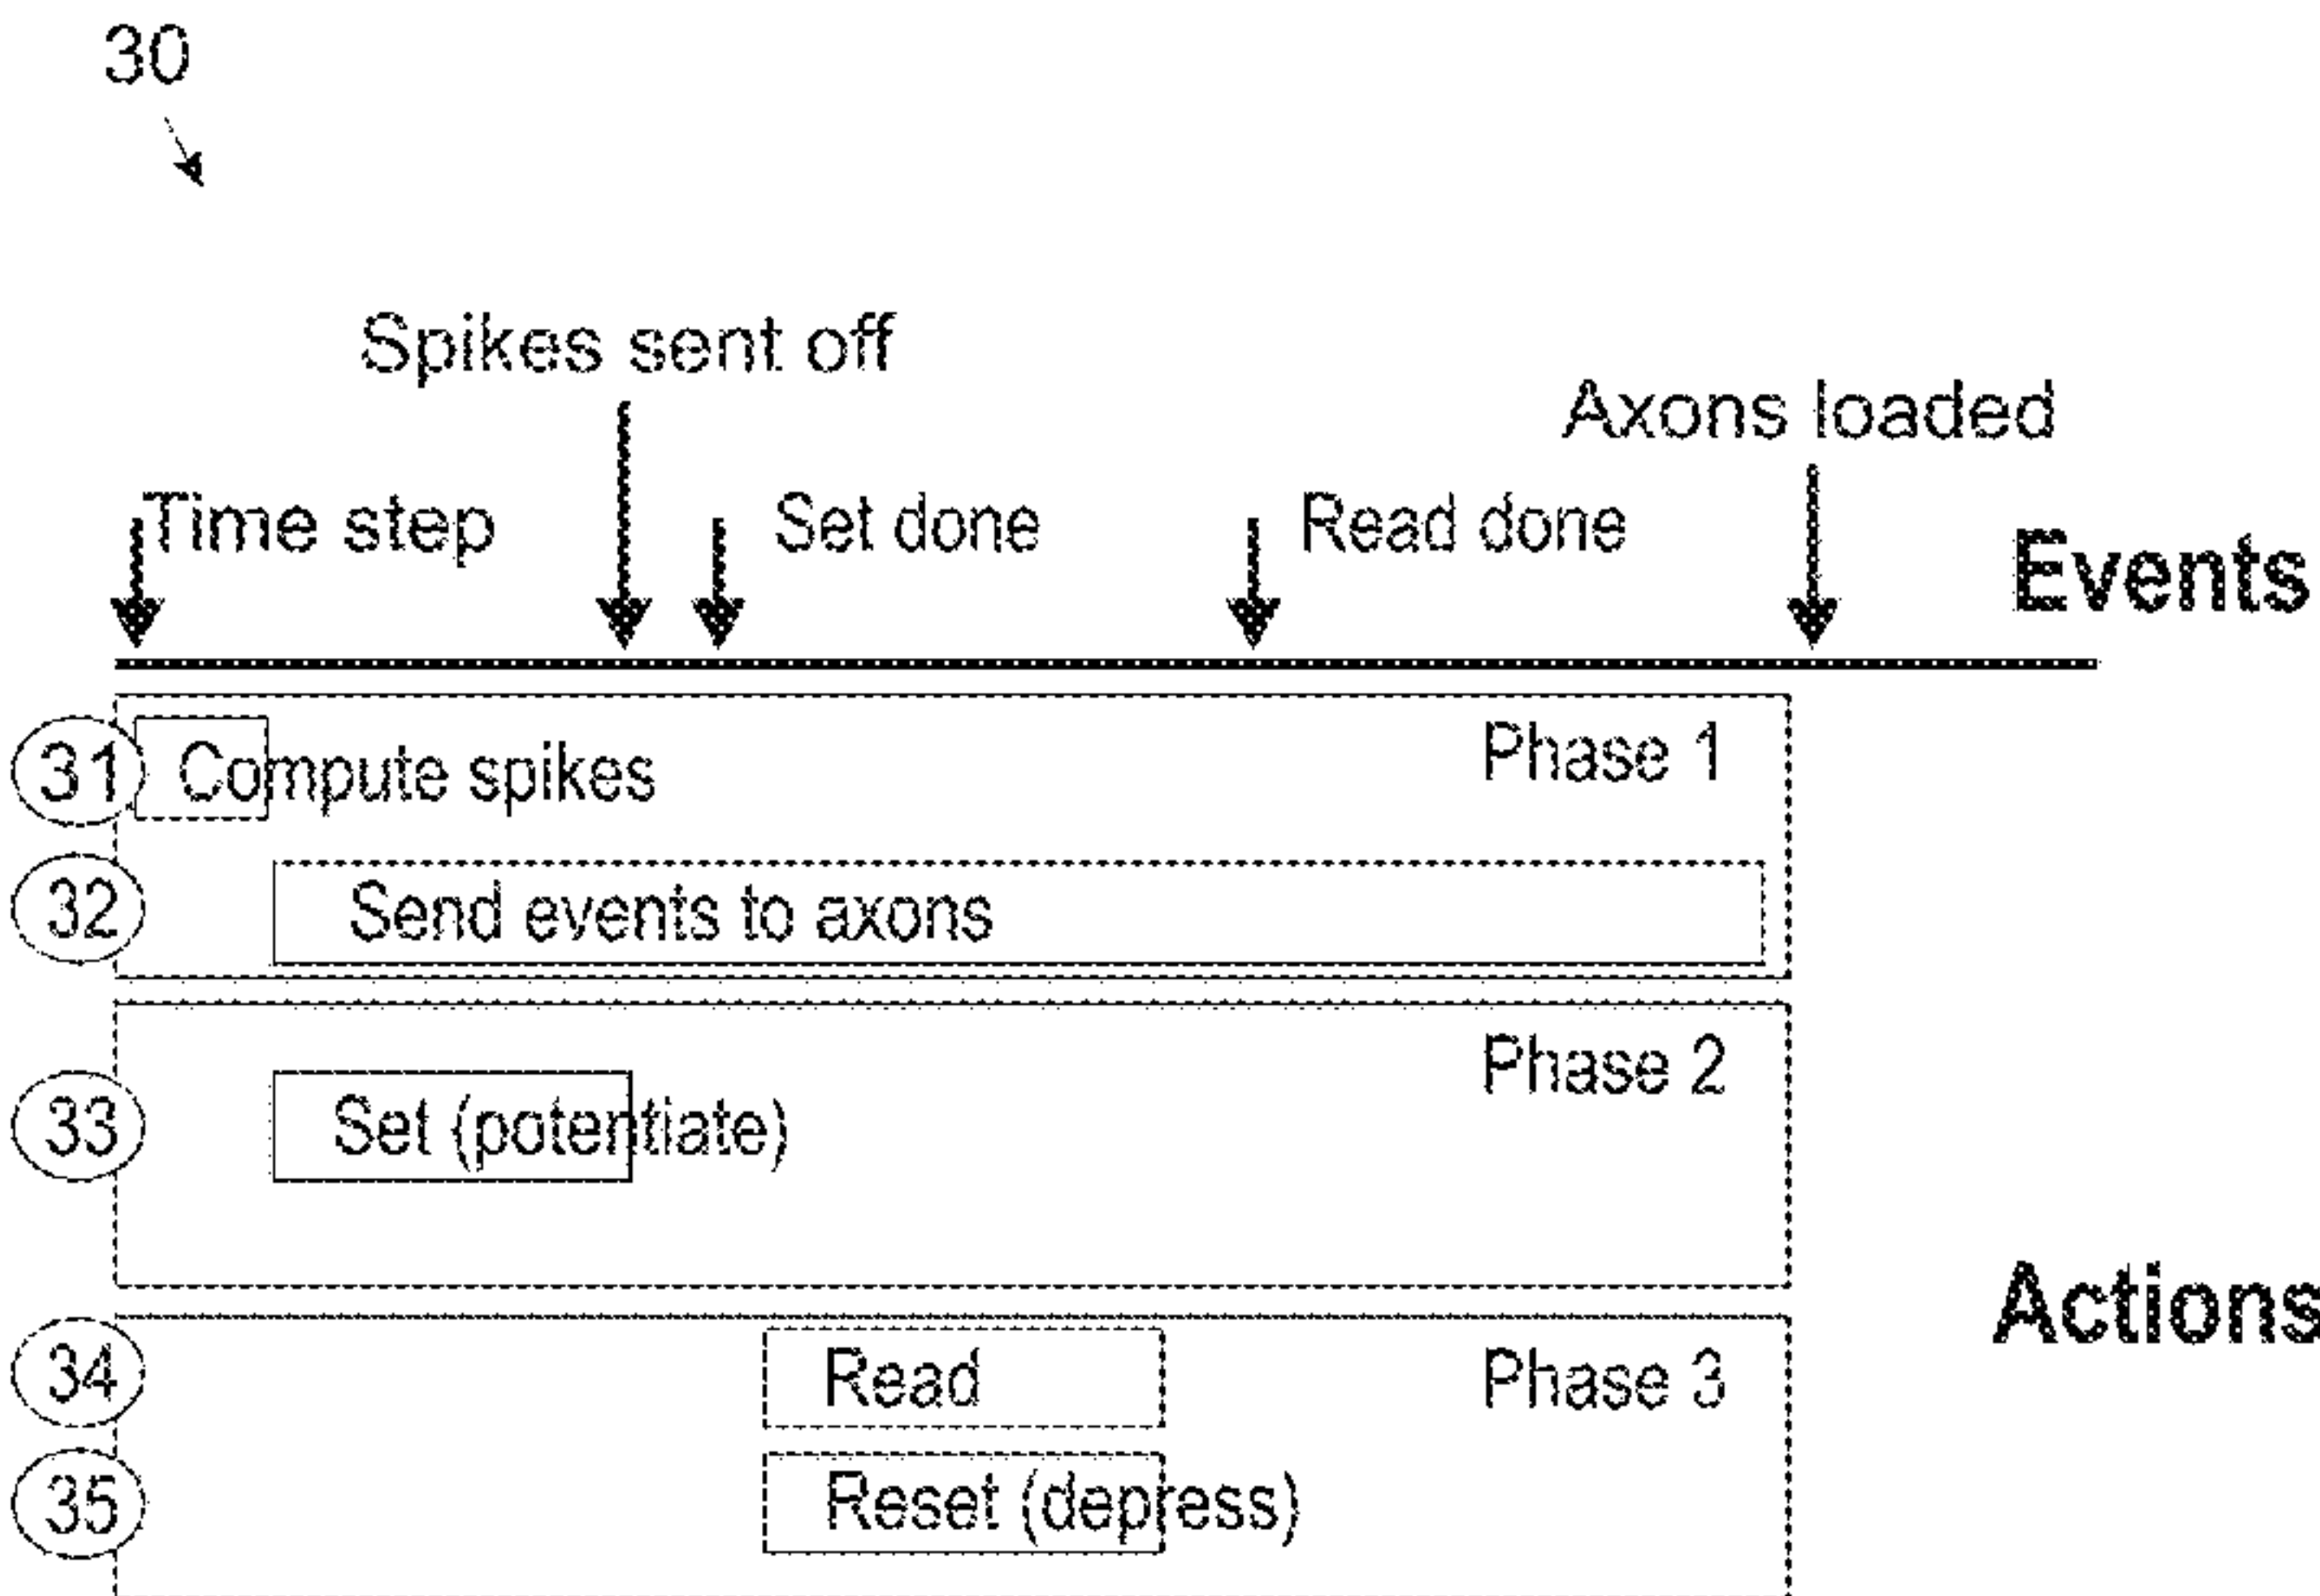 30
Spikes sent off
Axons loaded
Time step
Set done
Read done
Events
31 Compute spikes
Phase 1
32 Send events to axons
Phase 2
33 Set (potentiate)
Actions
34 Read
Phase 3
35 Reset (depress)